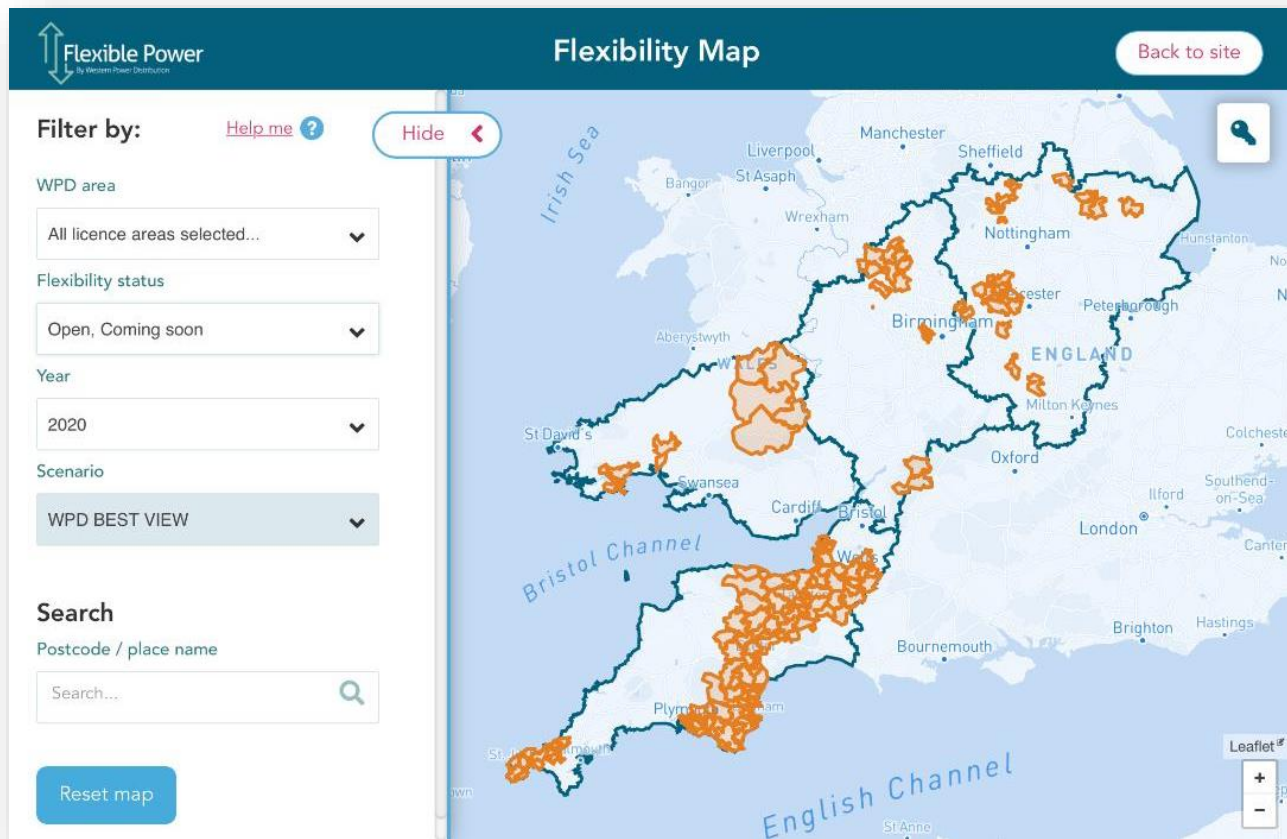 Flexible Power
By Western Power Distribution
Flexibility Map
Back to site
Filter by:
Help me ?
Hide
WPD area
All licence areas selected...
Flexibility status
Open, Coming soon
Year
2020
Scenario
WPD BEST VIEW
Search
Postcode / place name
Search...
Reset map
Irish Sea
Manchester
Liverpool
Sheffield
Bangor
St Asaph
Wrexham
Nottingham
Hunstanton
Peterborough
Birmingham
Aberystwyth
WALES
ENGLAND
Milton Keynes
St David's
Colcheste
Oxford
Swansea
Ilford
Southend-
on-Sea
Cardiff
Bristol
London
Canter
Bristol Channel
Wells
Brighton
Hastings
Bournemouth
English Channel
St Anne
Leaflet
+
−